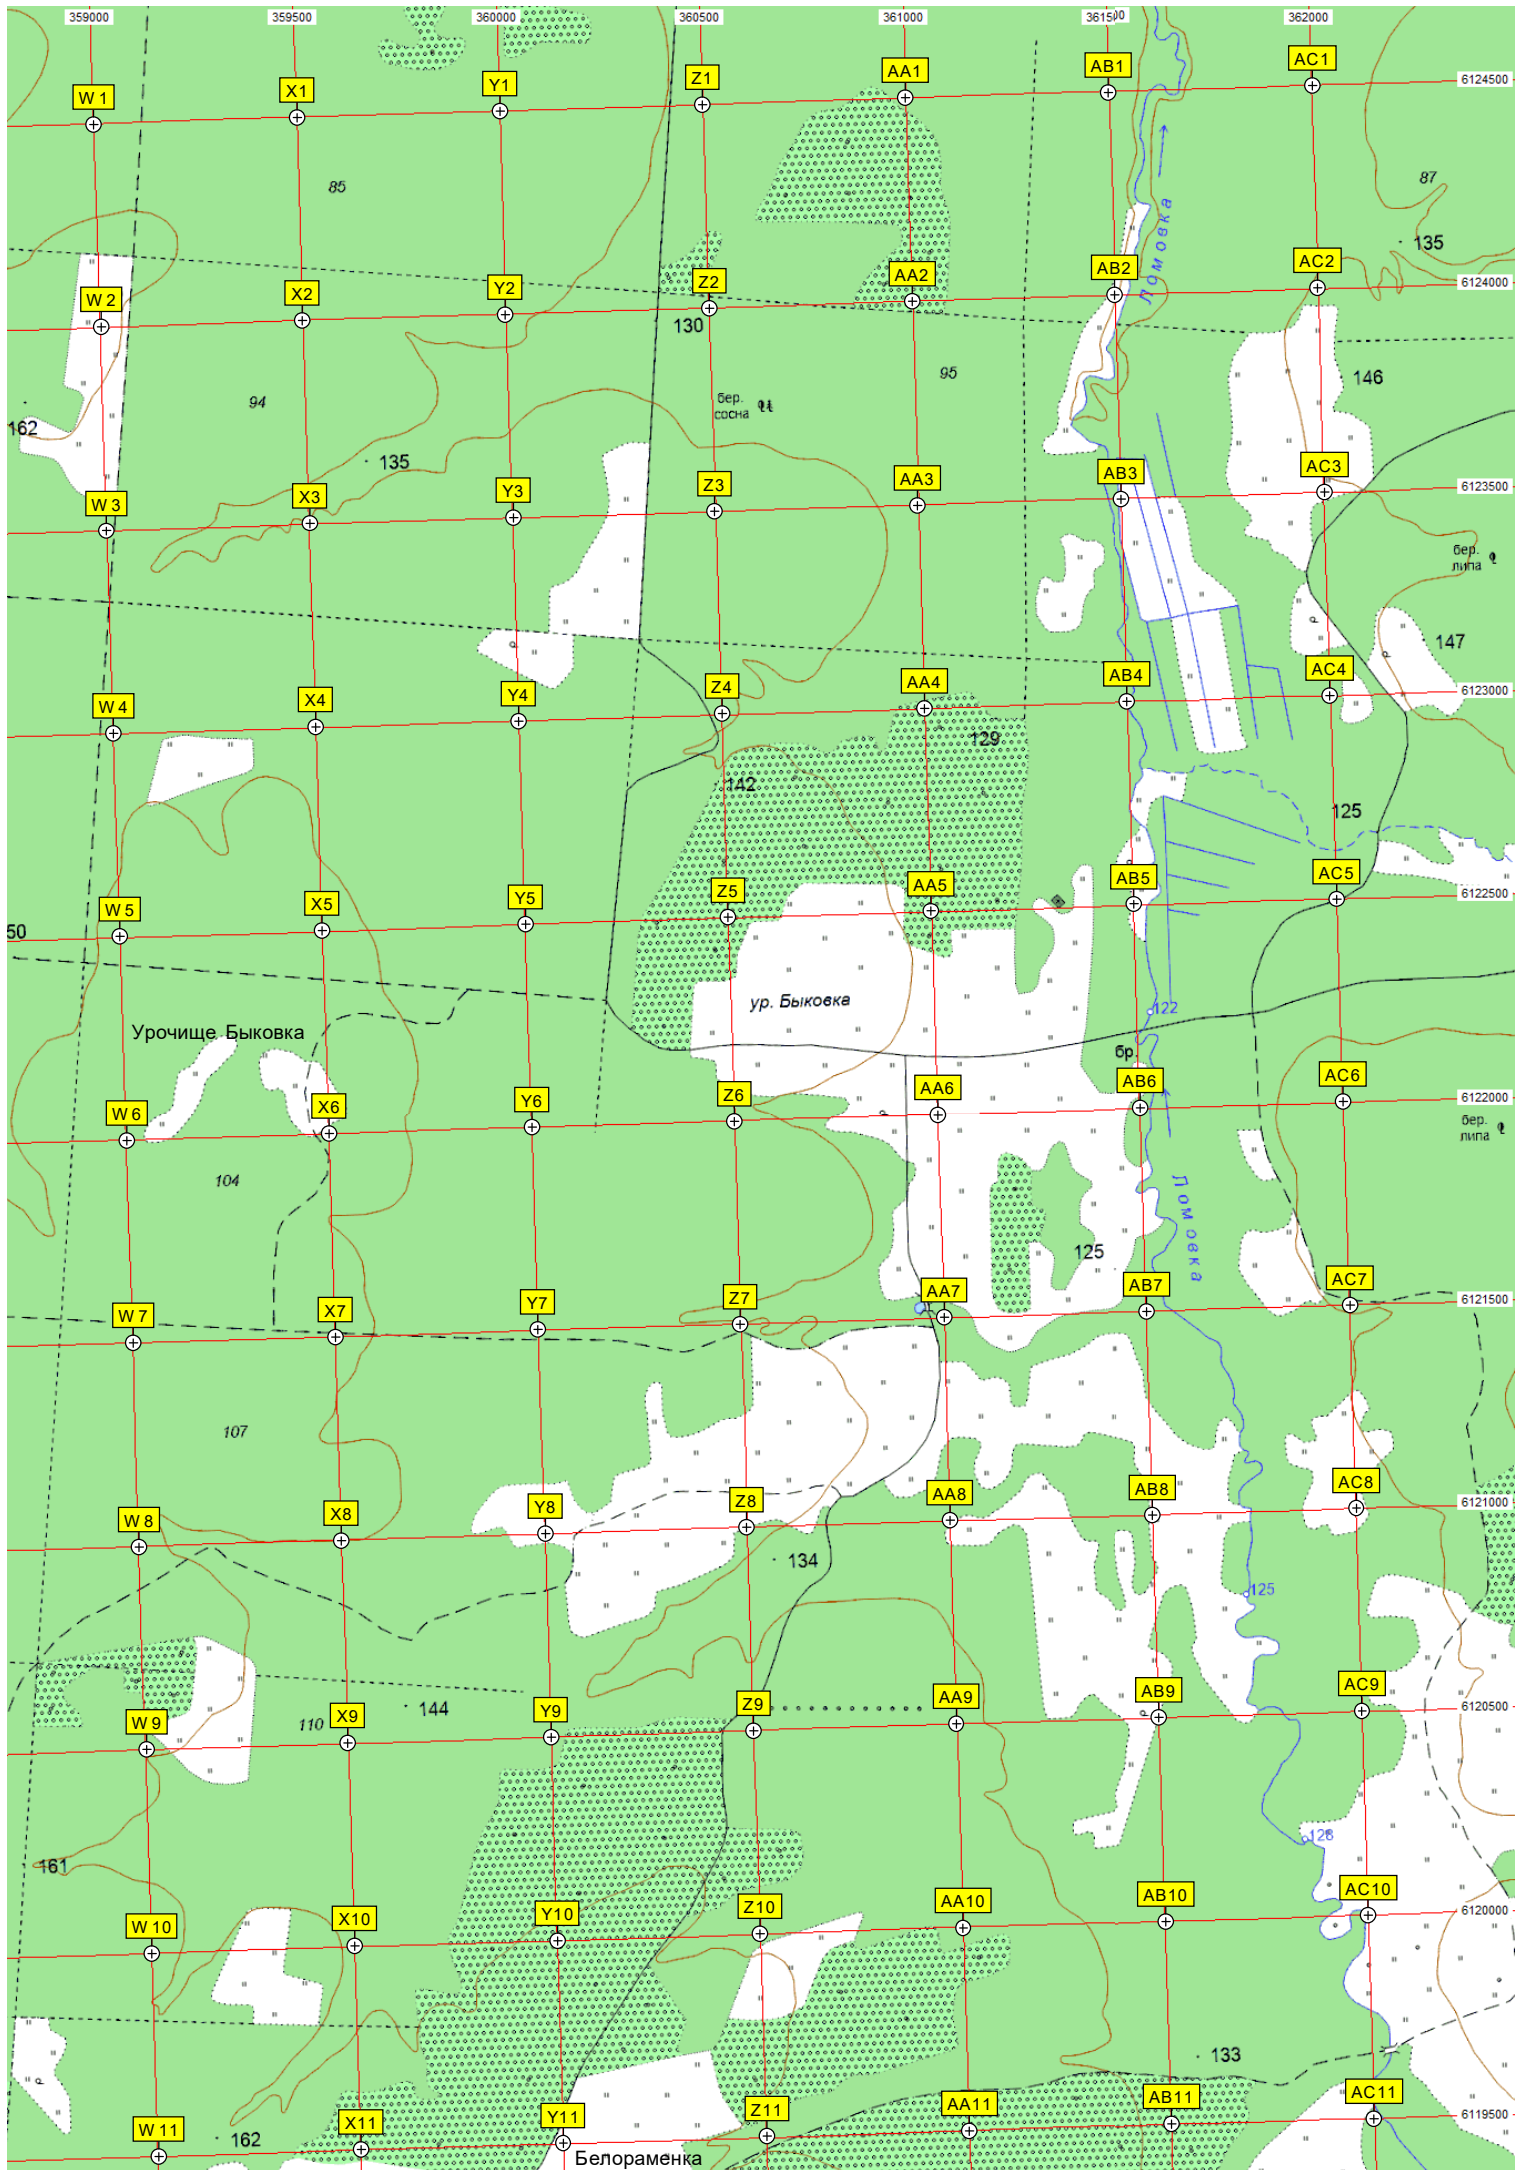 359000 359500 360000 360500 361000 361500 362000
W 1 X1 Y1 Z1 AA1 AB1 AC1 6124500
85 87
Ломовка
135
W 2 X2 Y2 Z2 AA2 AB2 AC2 6124000
130
95 146
94
бер.
сосна
162
135
W 3 X3 Y3 Z3 AA3 AB3 AC3 6123500
бер.
липа
147
W 4 X4 Y4 Z4 AA4 AB4 AC4 6123000
129
142
125
W 5 X5 Y5 Z5 AA5 AB5 AC5 6122500
50
ур. Быковка
122
Урочище Быковка
бр.
W 6 X6 Y6 Z6 AA6 AB6 AC6 6122000
бер.
липа
104
Ломовка
125
W 7 X7 Y7 Z7 AA7 AB7 AC7 6121500
107
W 8 X8 Y8 Z8 AA8 AB8 AC8 6121000
134
125
144
110
W 9 X9 Y9 Z9 AA9 AB9 AC9 6120500
128
161
W 10 X10 Y10 Z10 AA10 AB10 AC10 6120000
133
W 11 X11 Y11 Z11 AA11 AB11 AC11 6119500
162
Белораменка